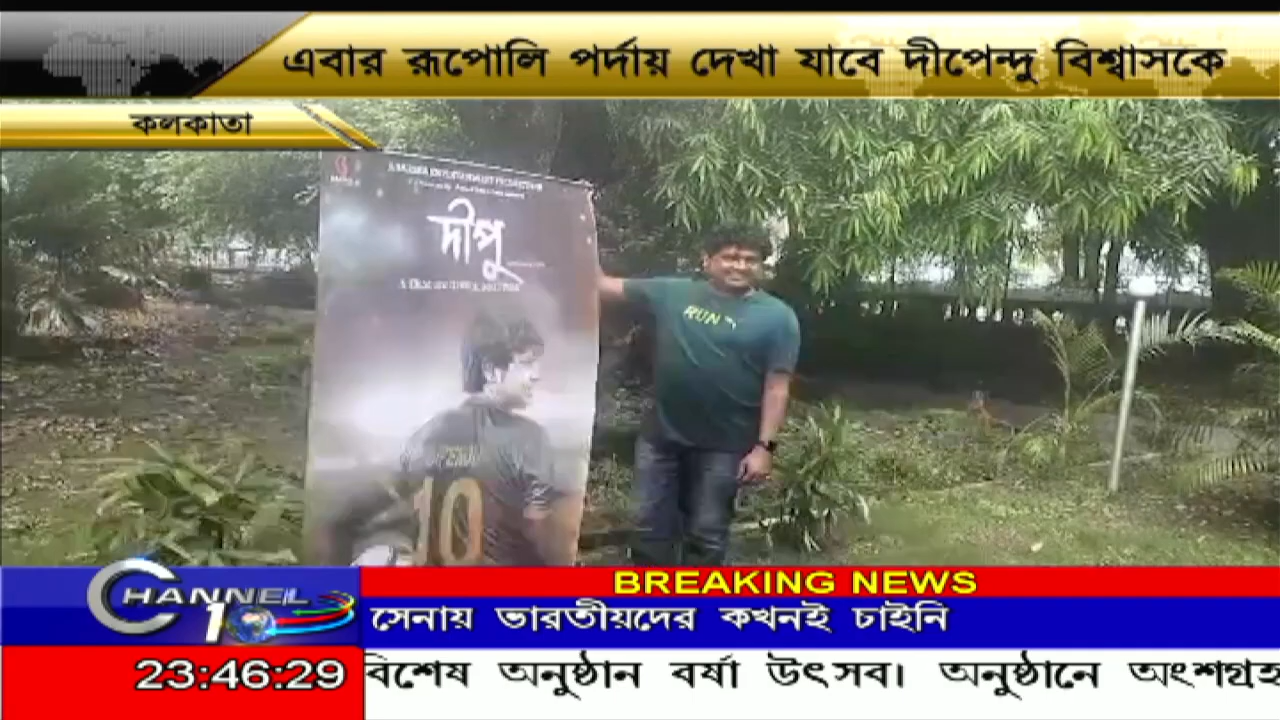 এবার রূপোলি পর্দায় দেখা যাবে দীপেন্দু বিশ্বাসকে
কলকাতা
দীপু
RUN
10
BREAKING NEWS
CHANNEL 10
সেনায় ভারতীয়দের কখনই চাইনি
23:46:29
বিশেষ অনুষ্ঠান বর্ষা উৎসব। অনুষ্ঠানে অংশগ্রহ